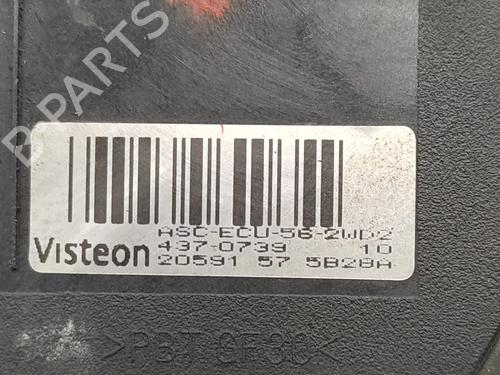 B PARTS
ASC-ECU-56-2WD2
437-0739 10
Visteon 20591 57 5B28A
>PBT GF30<